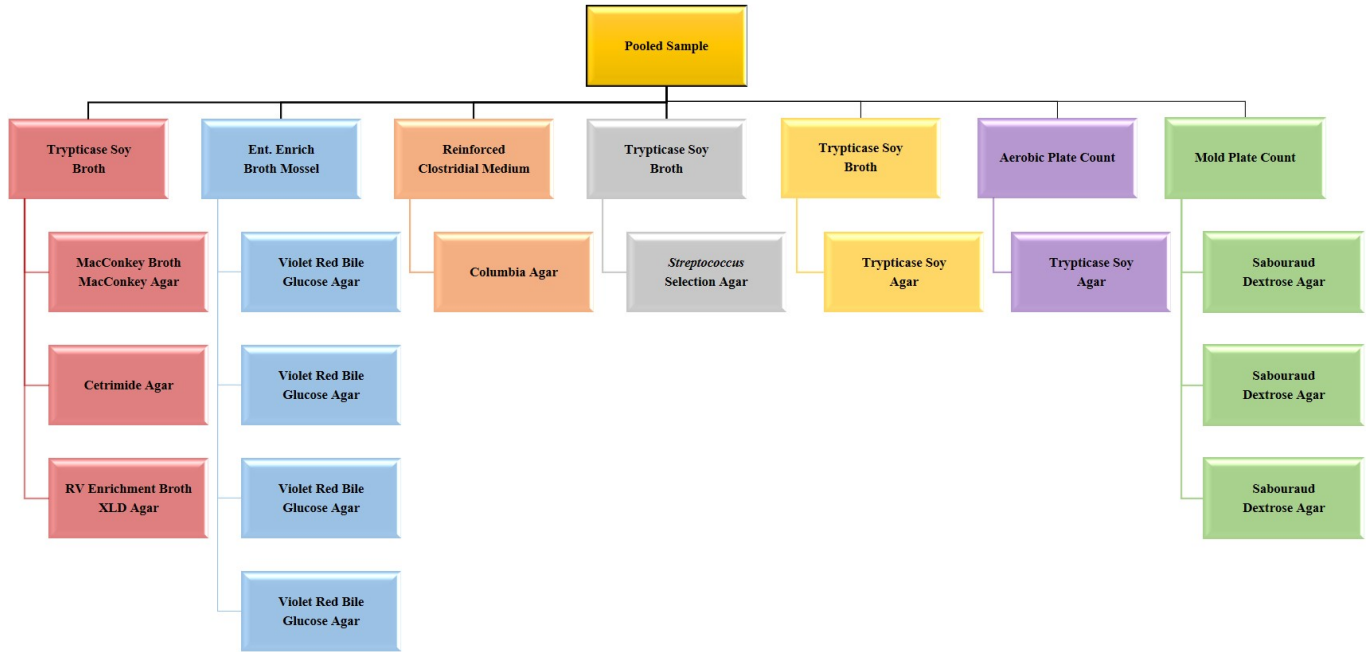 Pooled Sample
Trypticase Soy
Broth
Ent. Enrich
Broth Mossel
Reinforced
Clostridial Medium
Trypticase Soy
Broth
Trypticase Soy
Broth
Aerobic Plate Count
Mold Plate Count
MacConkey Broth
MacConkey Agar
Violet Red Bile
Glucose Agar
Columbia Agar
Streptococcus
Selection Agar
Trypticase Soy
Agar
Trypticase Soy
Agar
Sabouraud
Dextrose Agar
Cetrimide Agar
Violet Red Bile
Glucose Agar
Sabouraud
Dextrose Agar
RV Enrichment Broth
XLD Agar
Violet Red Bile
Glucose Agar
Sabouraud
Dextrose Agar
Violet Red Bile
Glucose Agar